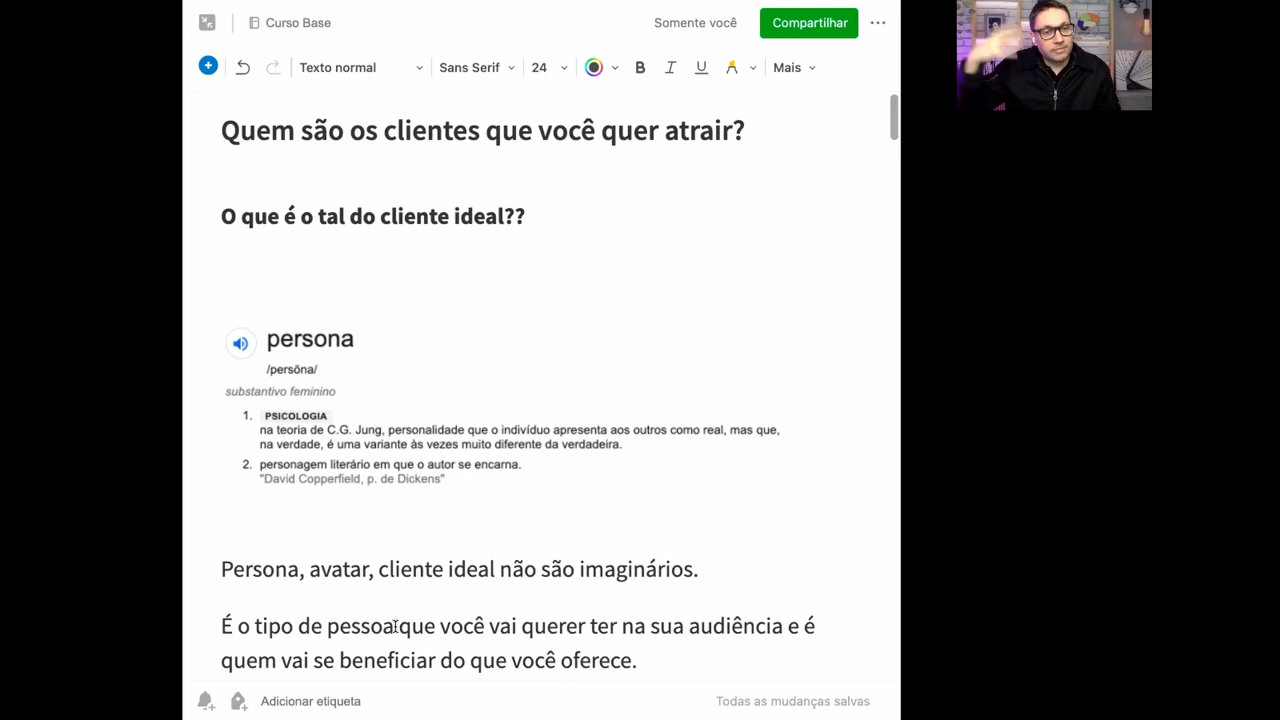 Curso Base
Somente você
Compartilhar
Texto normal
Sans Serif
24
B
I
U
Mais
Quem são os clientes que você quer atrair?
O que é o tal do cliente ideal??
persona
/persōna/
substantivo feminino
1. PSICOLOGIA
na teoria de C.G. Jung, personalidade que o indivíduo apresenta aos outros como real, mas que,
na verdade, é uma variante às vezes muito diferente da verdadeira.
2. personagem literário em que o autor se encarna.
"David Copperfield, p. de Dickens"
Persona, avatar, cliente ideal não são imaginários.
É o tipo de pessoa que você vai querer ter na sua audiência e é
quem vai se beneficiar do que você oferece.
Adicionar etiqueta
Todas as mudanças salvas